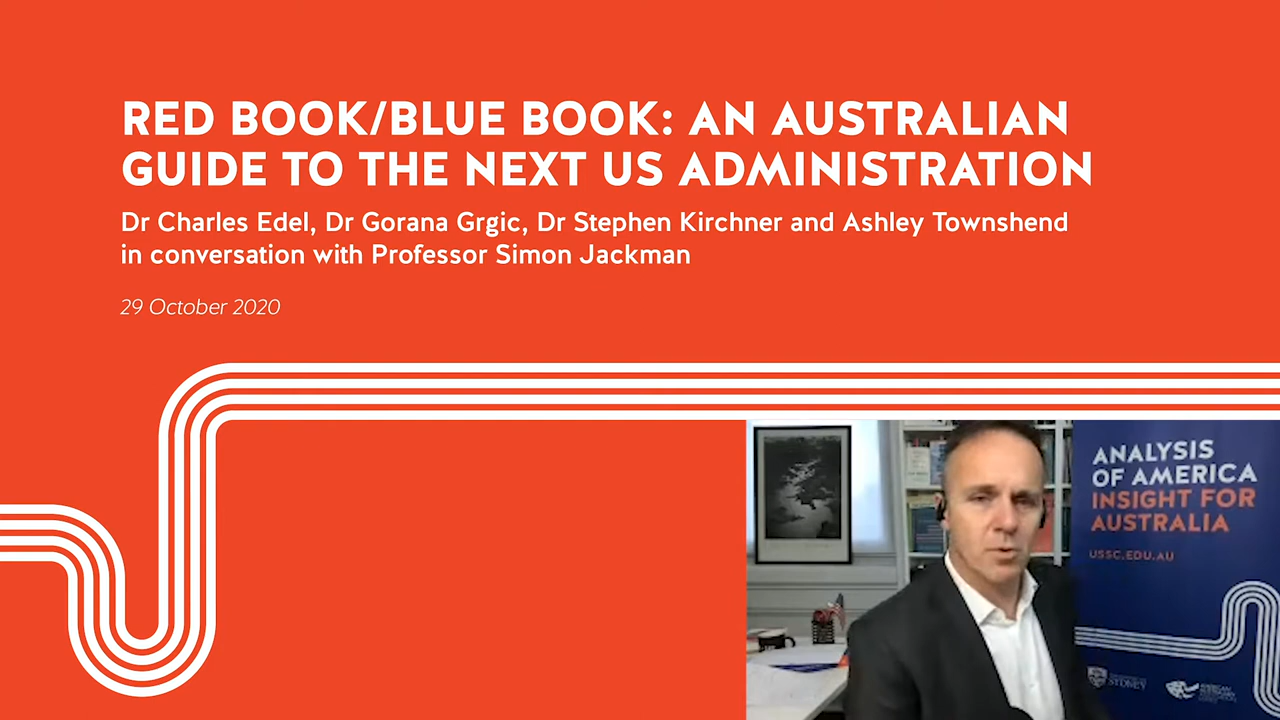 RED BOOK/BLUE BOOK: AN AUSTRALIAN
GUIDE TO THE NEXT US ADMINISTRATION
Dr Charles Edel, Dr Gorana Grgic, Dr Stephen Kirchner and Ashley Townshend
in conversation with Professor Simon Jackman
29 October 2020
ANALYSIS
OF AMERICA
INSIGHT FOR
AUSTRALIA
USSC.EDU.AU
SYDNEY